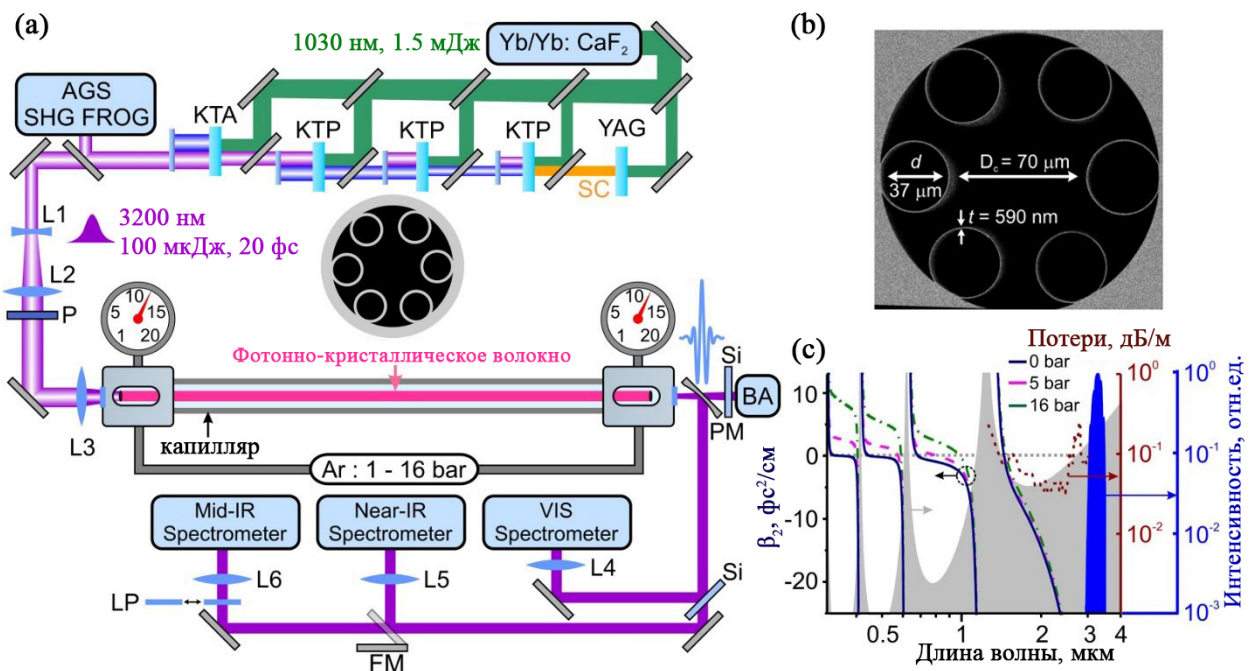 (a)
1030 нм, 1.5 мДж
Yb/Yb: CaF₂
AGS
SHG FROG
KTA
KTP
KTP
KTP
YAG
SC
L1
3200 нм
100 мкДж, 20 фс
L2
P
10
5
15
1
20
10
5
15
1
20
Фотонно-кристаллическое волокно
Si
BA
PM
L3
капилляр
Ar : 1 - 16 bar
Mid-IR
Spectrometer
Near-IR
Spectrometer
VIS
Spectrometer
L6
L5
L4
Si
LP
FM
(b)
d
37 µm
D_c = 70 µm
t = 590 nm
(c)
Потери, дБ/м
0 bar
5 bar
16 bar
β₂, фс²/см
10
0
-10
-20
0.5
1
2
3
4
Длина волны, мкм
10⁰
10⁻¹
10⁻²
10⁰
10⁻¹
10⁻²
10⁻³
Интенсивность, отн.ед.